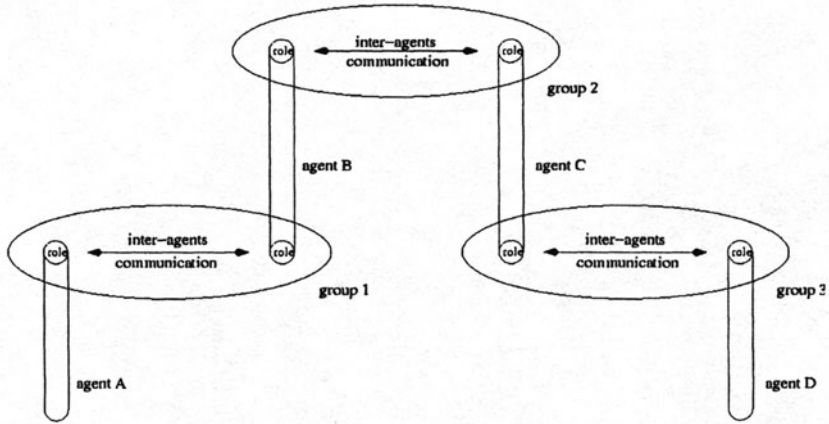 role
inter-agents
communication
role
group 2
agent B
agent C
role
inter-agents
communication
role
group 1
role
inter-agents
communication
role
group 3
agent A
agent D